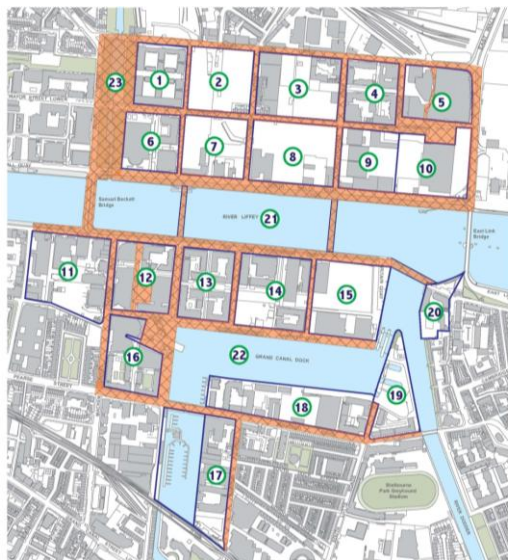 23
1
2
3
4
5
6
7
8
9
10
Samuel Beckett
Bridge
RIVER LIFFEY
21
East Link
Bridge
11
12
13
14
15
20
16
22
GRAND CANAL DOCK
PEARSE STREET
19
18
17
Shelbourne
Park Greyhound
Stadium